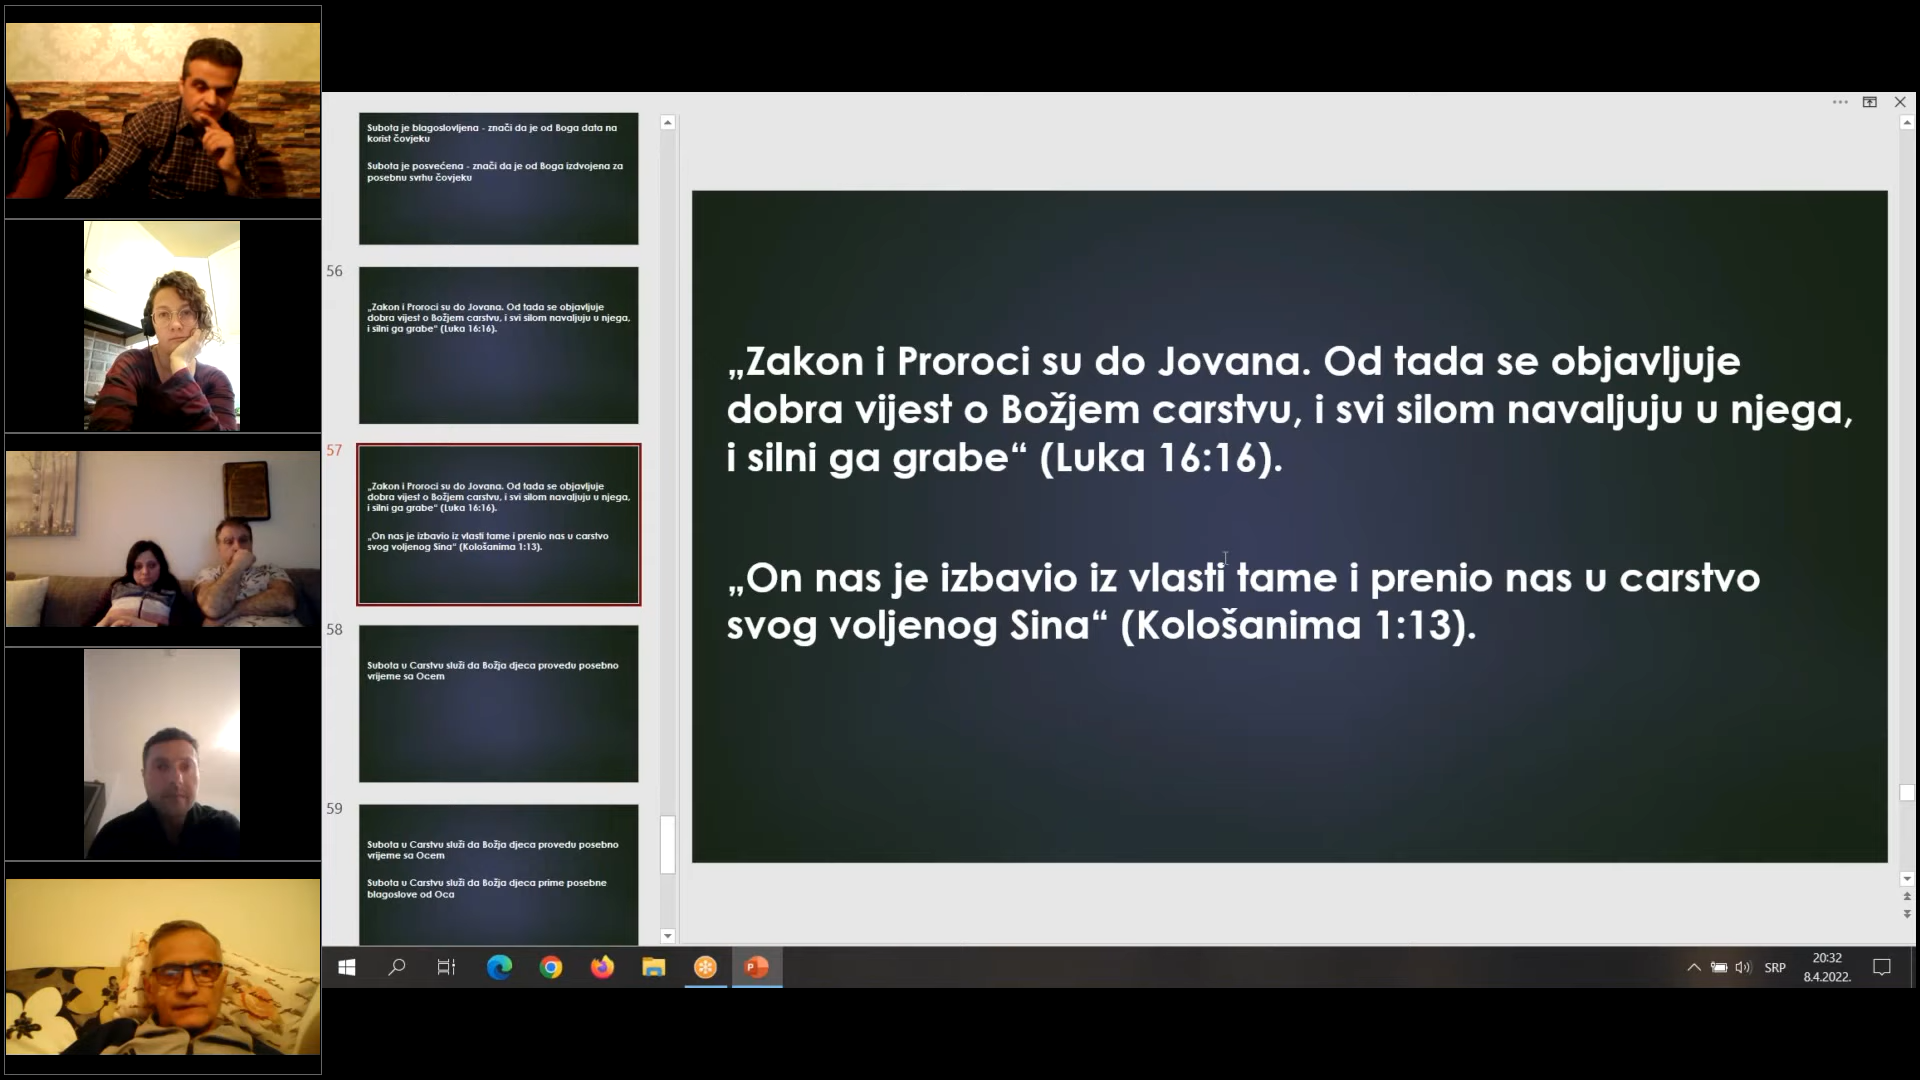 Subota je blagoslovljena - znači da je od Boga data na
korist čovjeku
Subota je posvećena - znači da je od Boga izdvojena za
posebnu svrhu čovjeku
56
„Zakon i Proroci su do Jovana. Od tada se objavljuje
dobra vijest o Božjem carstvu, i svi silom navaljuju u njega,
i silni ga grabe“ (Luka 16:16).
57
„Zakon i Proroci su do Jovana. Od tada se objavljuje
dobra vijest o Božjem carstvu, i svi silom navaljuju u njega,
i silni ga grabe“ (Luka 16:16).
„On nas je izbavio iz vlasti tame i prenio nas u carstvo
svog voljenog Sina“ (Kološanima 1:13).
58
Subota u Carstvu služi da Božja djeca provedu posebno
vrijeme sa Ocem
59
Subota u Carstvu služi da Božja djeca provedu posebno
vrijeme sa Ocem
Subota u Carstvu služi da Božja djeca prime posebne
blagoslove od Oca
„Zakon i Proroci su do Jovana. Od tada se objavljuje
dobra vijest o Božjem carstvu, i svi silom navaljuju u njega,
i silni ga grabe“ (Luka 16:16).
„On nas je izbavio iz vlasti tame i prenio nas u carstvo
svog voljenog Sina“ (Kološanima 1:13).
SRP
20:32
8.4.2022.